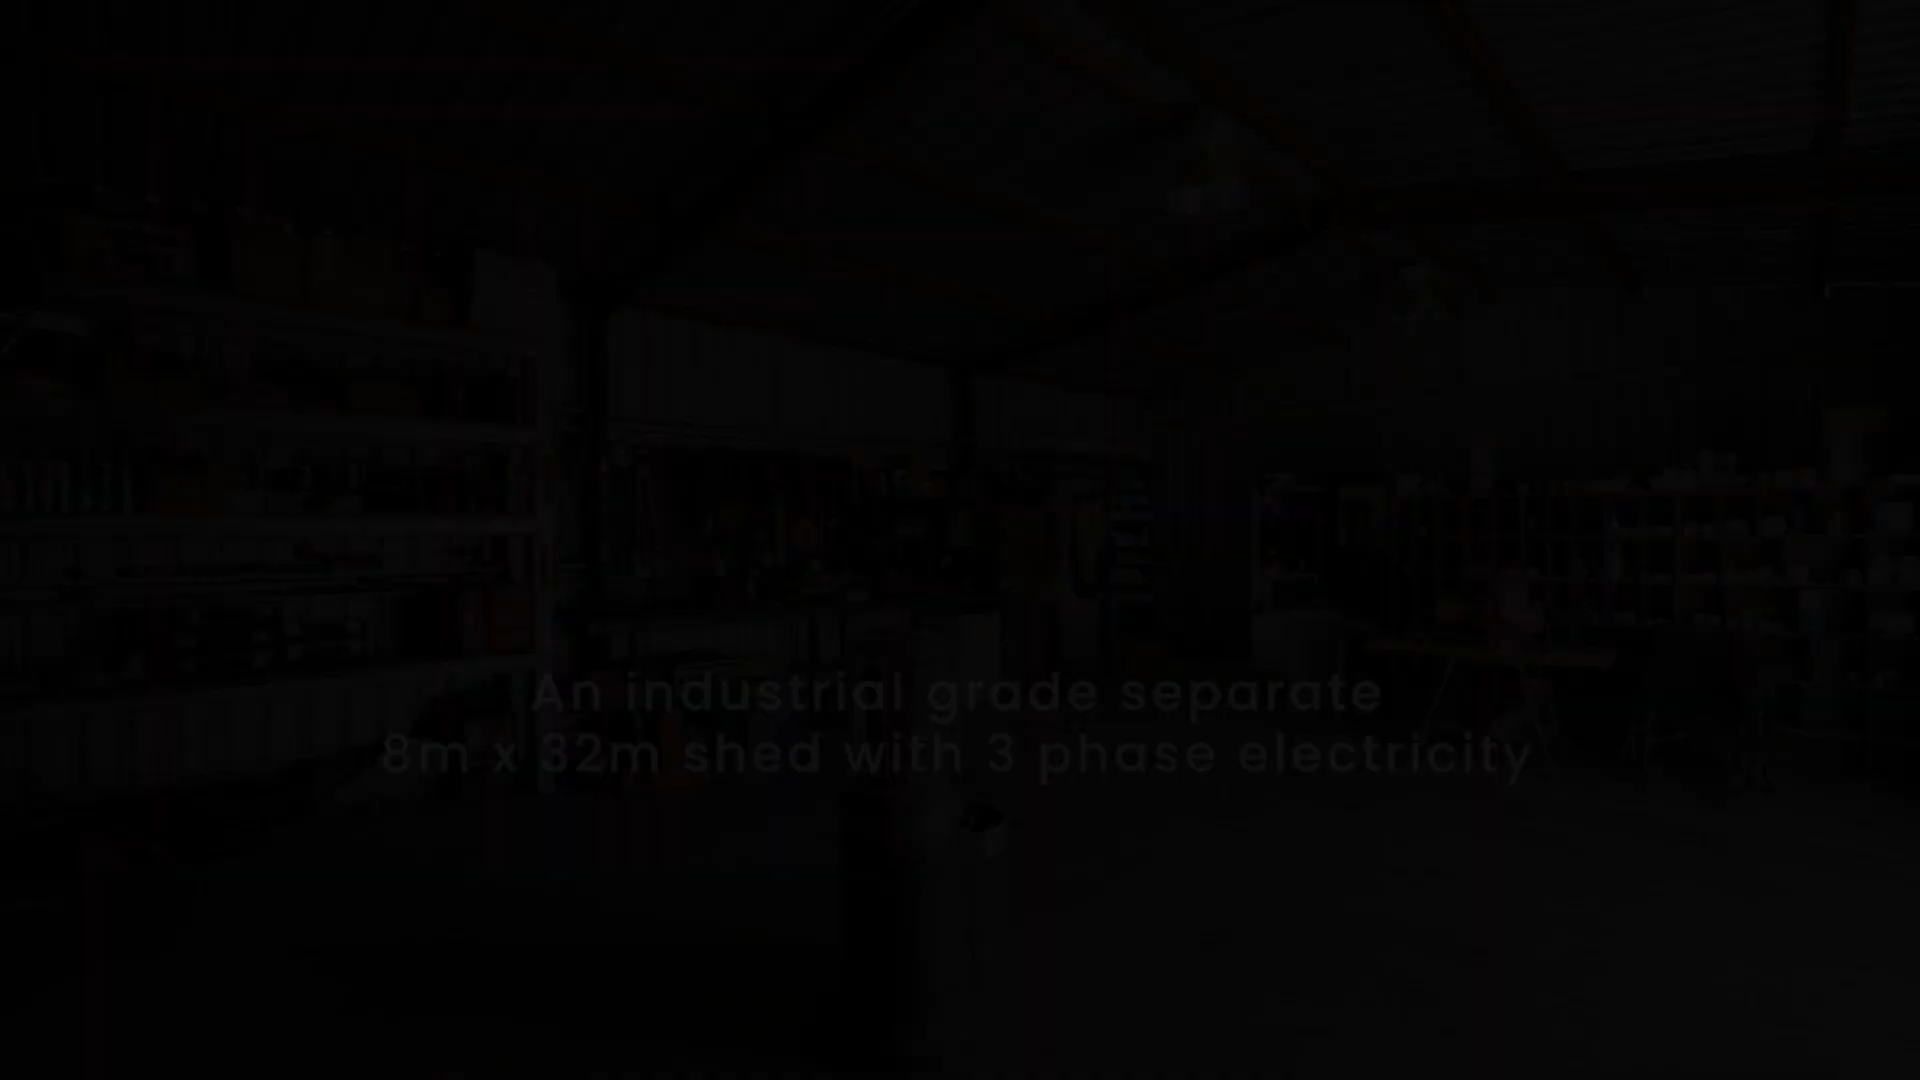 An industrial grade separate
8m x 32m shed with 3 phase electricity